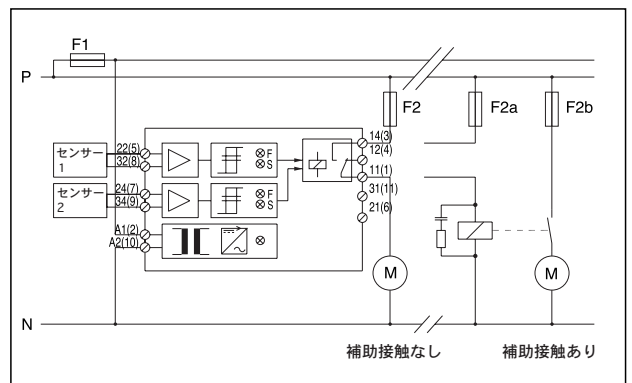 F1
P
F2
F2a
F2b
センサー
1
22(5)
32(8)
F
S
14(3)
12(4)
11(1)
センサー
2
24(7)
34(9)
F
S
31(11)
21(6)
A1(2)
A2(10)
M
M
N
補助接触なし
補助接触あり